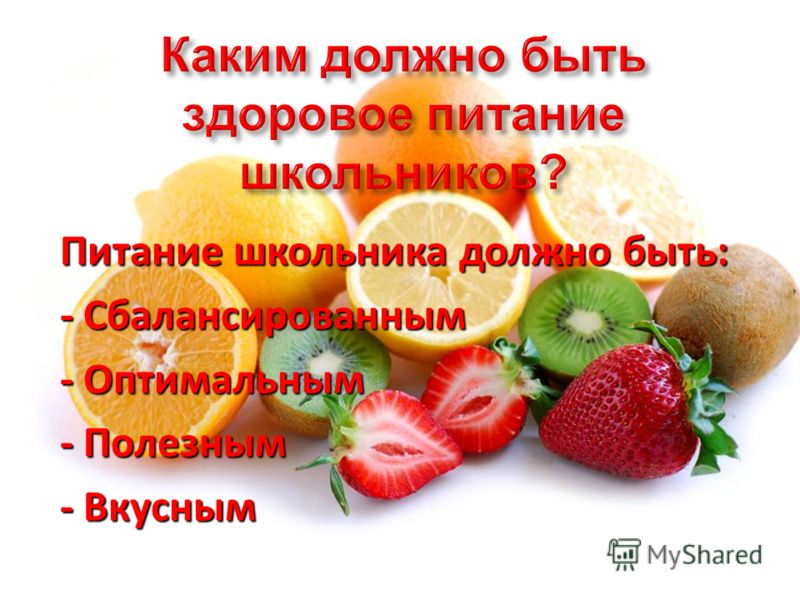 Каким должно быть
здоровое питание
школьников?
Питание школьника должно быть:
- Сбалансированным
- Оптимальным
- Полезным
- Вкусным
MyShared